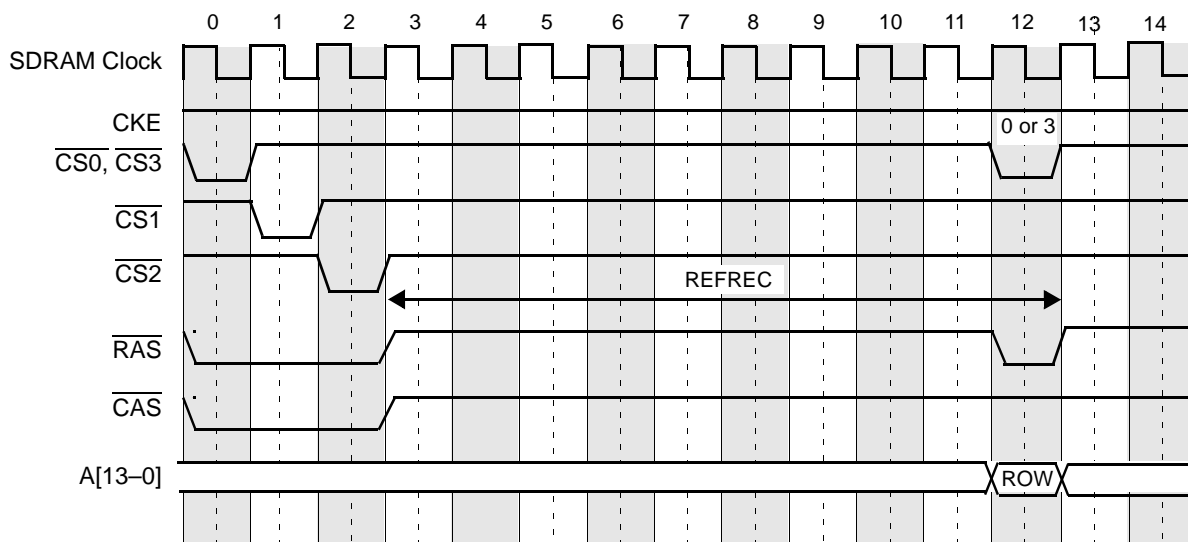 0 1 2 3 4 5 6 7 8 9 10 11 12 13 14
SDRAM Clock
CKE
0 or 3
CS0, CS3
CS1
CS2
REFREC
RAS
CAS
A[13–0]
ROW